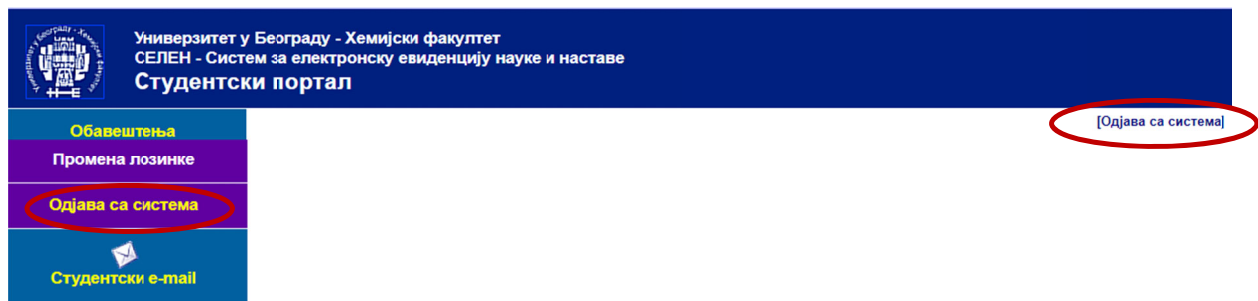 Универзитет у Београду - Хемијски факултет
СЕЛЕН - Систем за електронску евиденцију науке и наставе
Студентски портал
[Одјава са система]
Обавештења
Промена лозинке
Одјава са система
Студентски e-mail